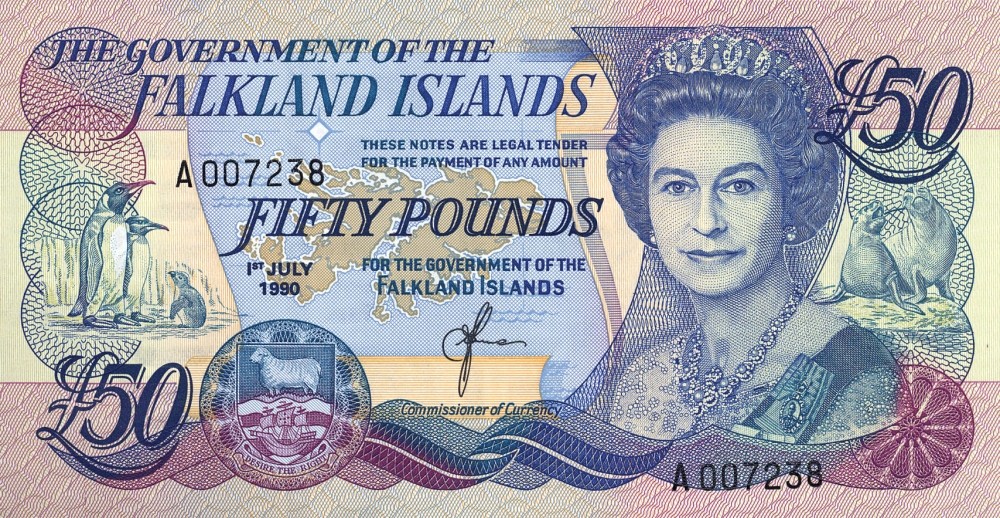 THE GOVERNMENT OF THE
FALKLAND ISLANDS
£50
THESE NOTES ARE LEGAL TENDER
FOR THE PAYMENT OF ANY AMOUNT
A 007238
FIFTY POUNDS
1ST JULY
1990
FOR THE GOVERNMENT OF THE
FALKLAND ISLANDS
£50
Commissioner of Currency
DESIRE THE RIGHT
A 007238